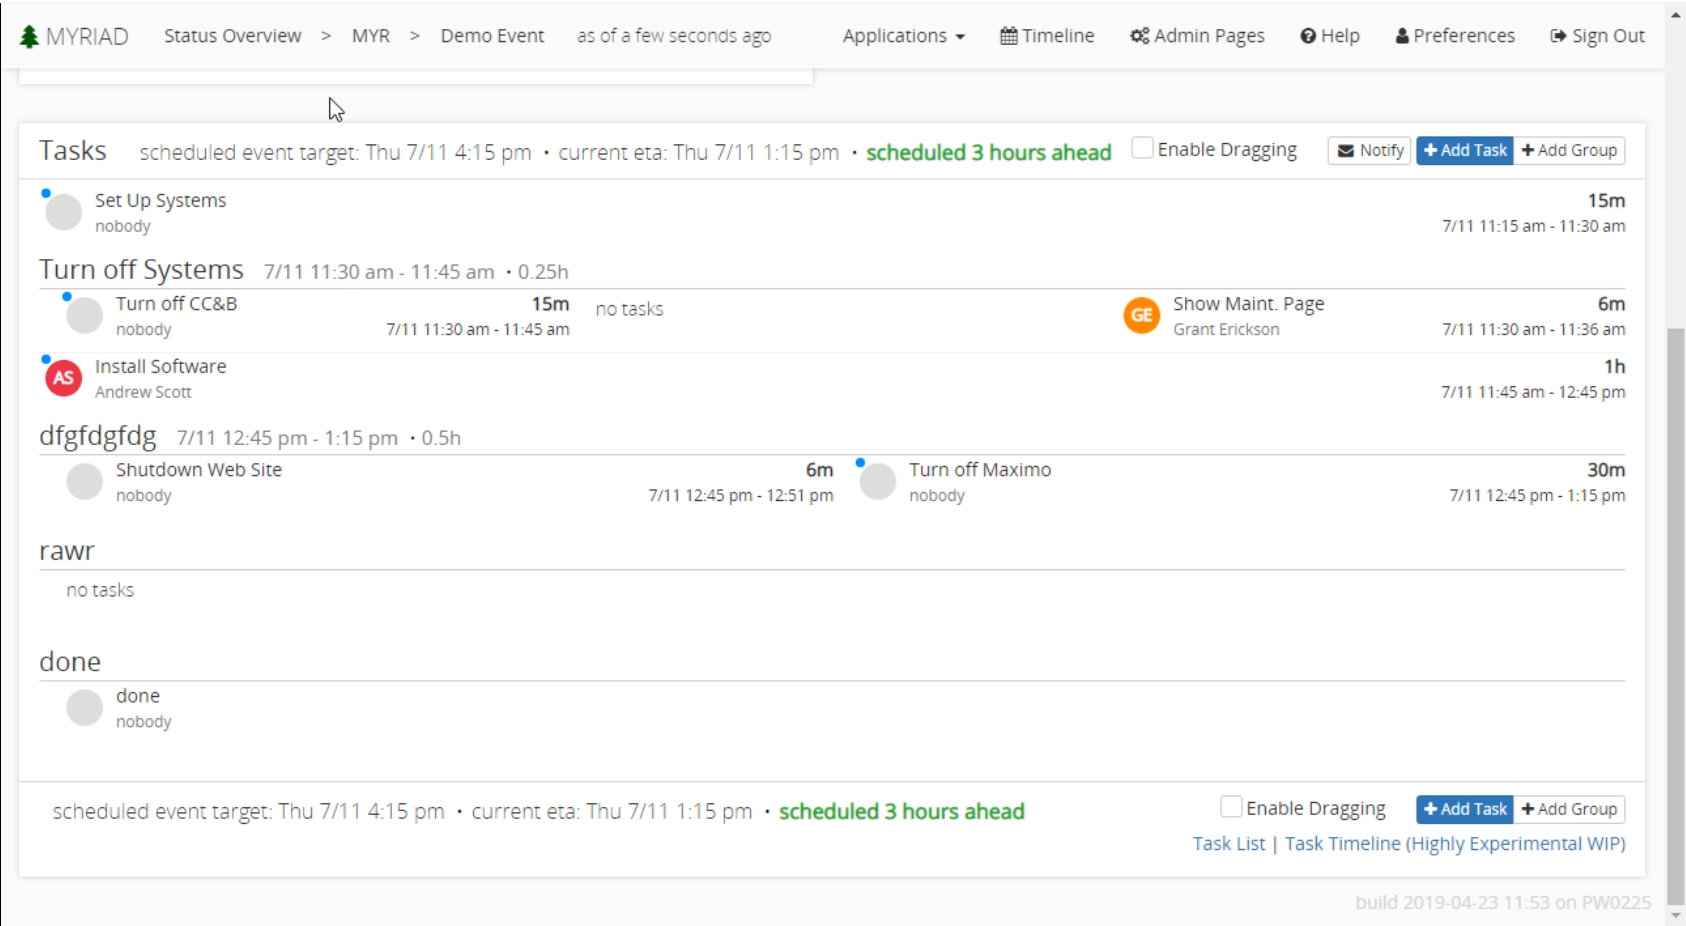 MYRIAD Status Overview > MYR > Demo Event as of a few seconds ago Applications Timeline Admin Pages Help Preferences Sign Out
Tasks scheduled event target: Thu 7/11 4:15 pm • current eta: Thu 7/11 1:15 pm • scheduled 3 hours ahead Enable Dragging Notify + Add Task + Add Group
Set Up Systems 15m
nobody 7/11 11:15 am - 11:30 am
Turn off Systems 7/11 11:30 am - 11:45 am • 0.25h
Turn off CC&B 15m no tasks GE Show Maint. Page 6m
nobody 7/11 11:30 am - 11:45 am Grant Erickson 7/11 11:30 am - 11:36 am
AS Install Software 1h
Andrew Scott 7/11 11:45 am - 12:45 pm
dfgfdgfdg 7/11 12:45 pm - 1:15 pm • 0.5h
Shutdown Web Site 6m Turn off Maximo 30m
nobody 7/11 12:45 pm - 12:51 pm nobody 7/11 12:45 pm - 1:15 pm
rawr
no tasks
done
done
nobody
scheduled event target: Thu 7/11 4:15 pm • current eta: Thu 7/11 1:15 pm • scheduled 3 hours ahead Enable Dragging + Add Task + Add Group
Task List | Task Timeline (Highly Experimental WIP)
build 2019-04-23 11:53 on PW0225